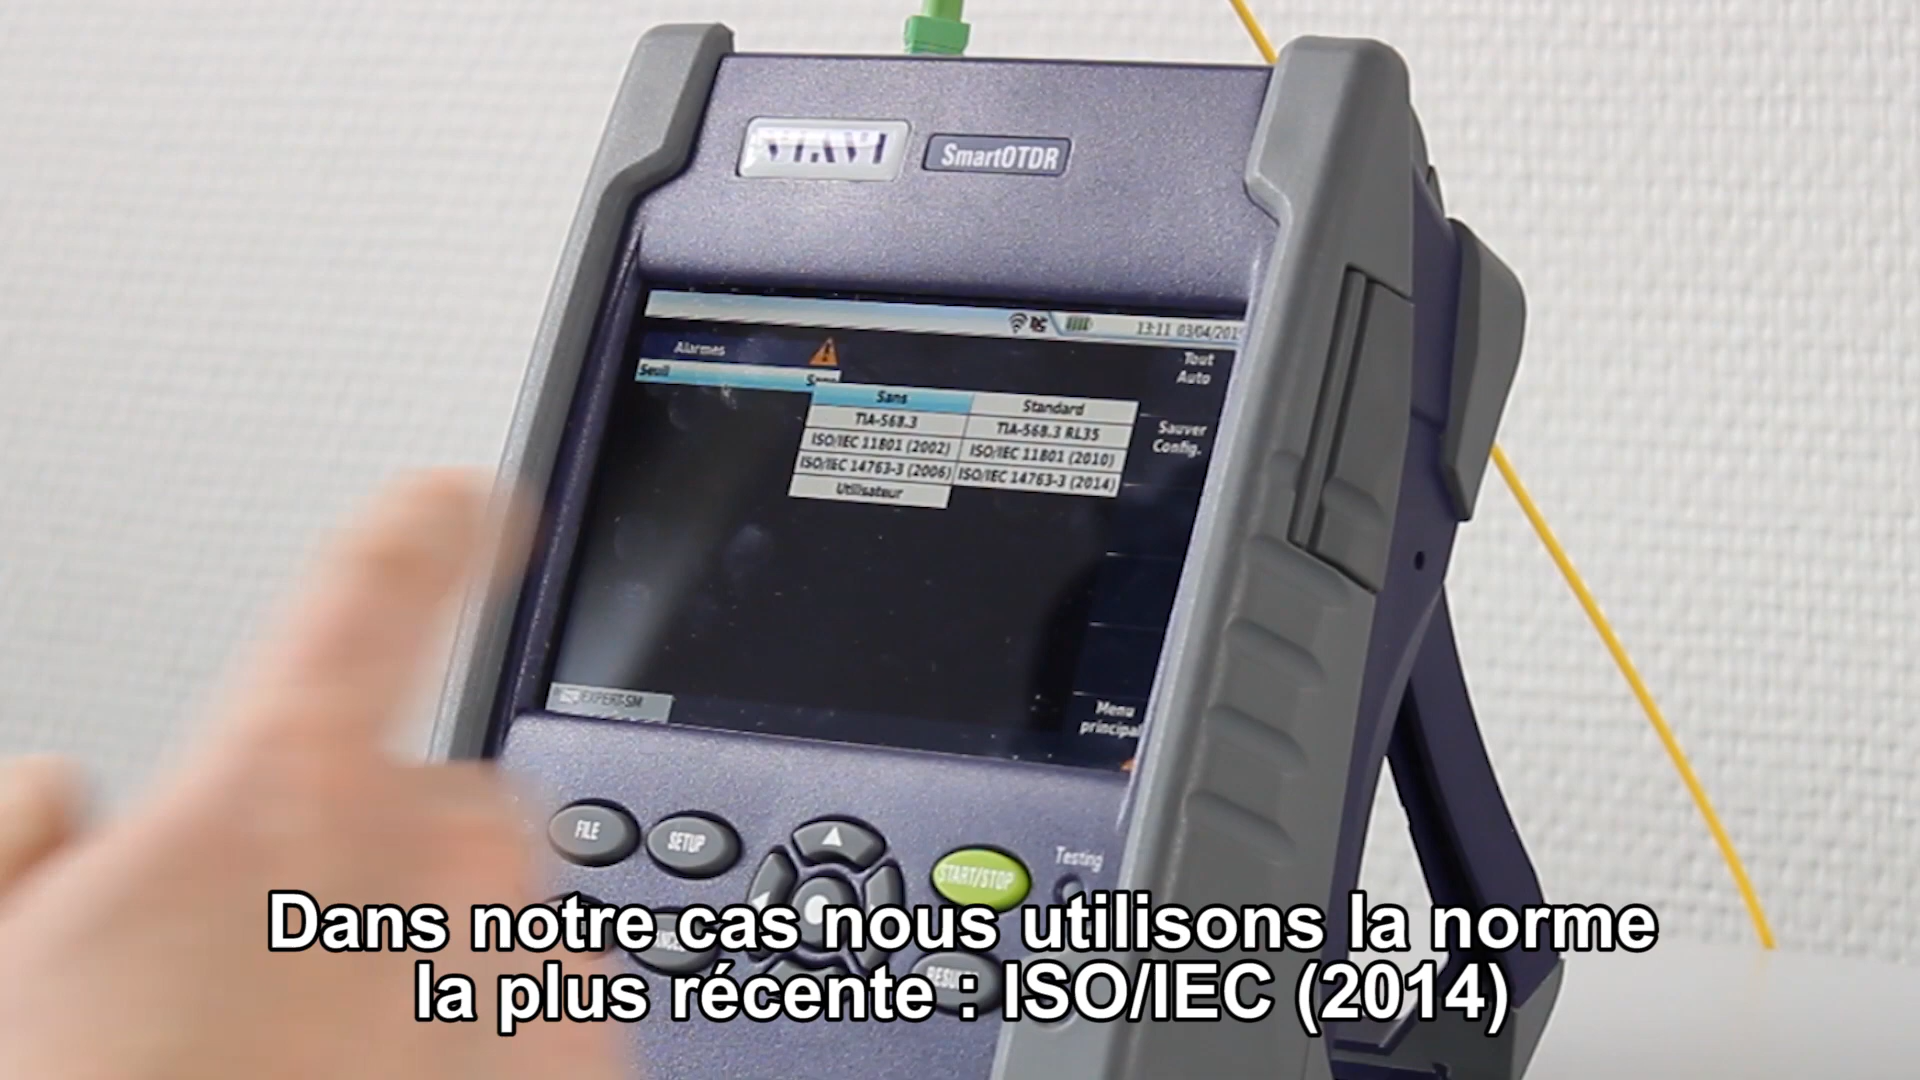 VIAVI
SmartOTDR
13:11 03/04/201
Alarmes
Tout
Auto
Seuil
Sans
Sans
Standard
TIA-568.3
TIA-568.3 RL35
Sauver
Config.
ISO/IEC 11801 (2002)
ISO/IEC 11801 (2010)
ISO/IEC 14763-3 (2006)
ISO/IEC 14763-3 (2014)
Utilisateur
EXPERT-SM
Menu
principal
FILE
SETUP
START/STOP
Testing
Dans notre cas nous utilisons la norme
la plus récente : ISO/IEC (2014)